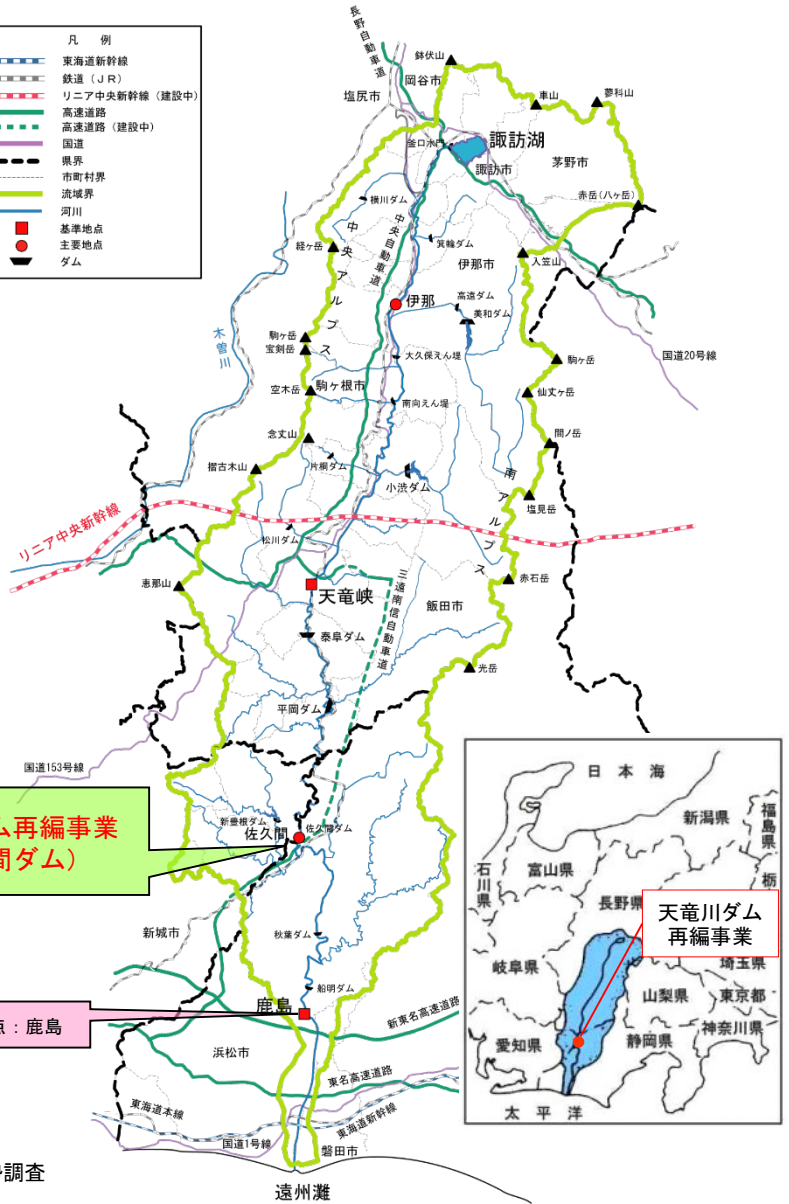 凡　例
東海道新幹線
鉄道（ＪＲ）
リニア中央新幹線（建設中）
高速道路
高速道路（建設中）
国道
県界
市町村界
流域界
河川
基準地点
主要地点
ダム
長野自動車道
鉢伏山
岡谷市
塩尻市
車山
蓼科山
釜口水門
諏訪湖
諏訪市
茅野市
赤岳(八ヶ岳)
横川ダム
中央自動車道
箕輪ダム
経ヶ岳
中央アルプス
伊那市
入笠山
高遠ダム
伊那
美和ダム
木曽川
駒ヶ岳
宝剣岳
大久保えん堤
国道20号線
駒ヶ岳
空木岳
駒ヶ根市
仙丈ヶ岳
南向えん堤
念丈山
間ノ岳
片桐ダム
摺古木山
小渋ダム
南アルプス
塩見岳
リニア中央新幹線
松川ダム
恵那山
三遠南信自動車道
赤石岳
天竜峡
飯田市
泰阜ダム
光岳
平岡ダム
国道153号線
ム再編事業
間ダム）
新豊根ダム
佐久間
佐久間ダム
新城市
秋葉ダム
船明ダム
鹿島
点：鹿島
新東名高速道路
浜松市
東名高速道路
東海道本線
東海道新幹線
国道1号線
磐田市
遠州灘
調査
日本海
新潟県
福島県
石川県
富山県
栃
長野県
天竜川ダム
再編事業
岐阜県
埼玉県
山梨県
東京都
愛知県
静岡県
神奈川県
太平洋